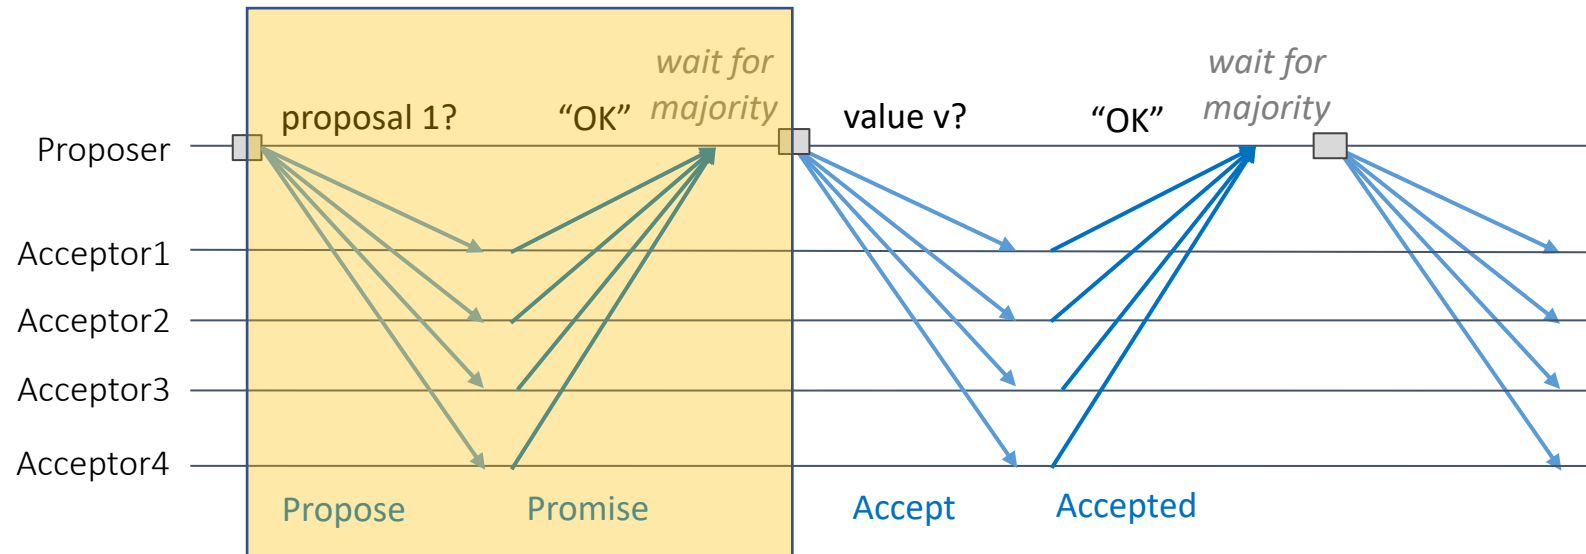 wait for
majority
wait for
majority
proposal 1?
“OK”
value v?
“OK”
Proposer
Acceptor1
Acceptor2
Acceptor3
Acceptor4
Propose
Promise
Accept
Accepted